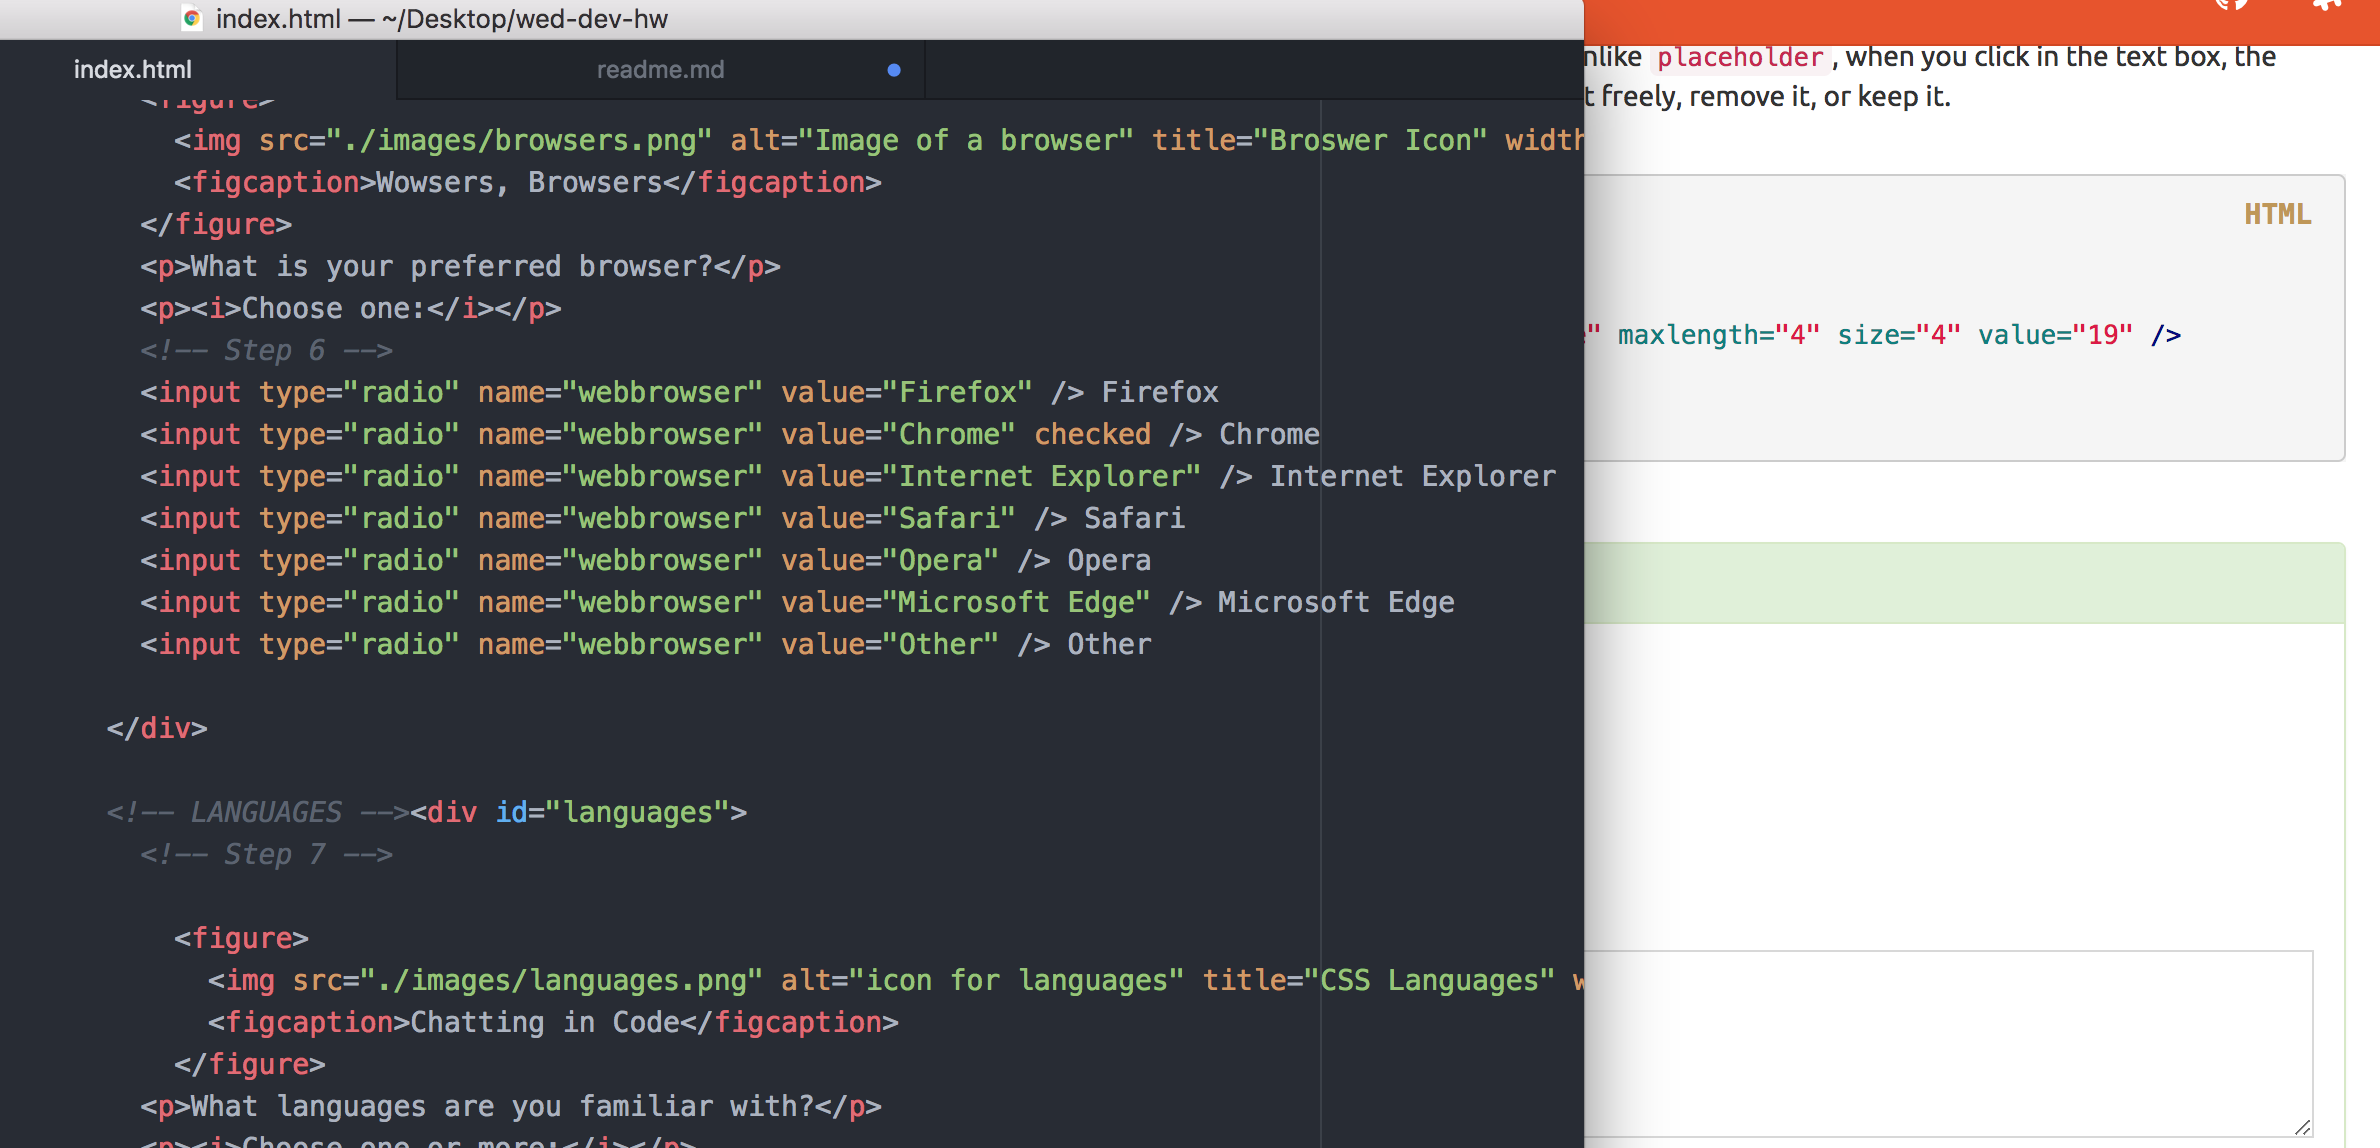 index.html — ~/Desktop/wed-dev-hw
index.html
readme.md
<figure>
<img src="./images/browsers.png" alt="Image of a browser" title="Broswer Icon" width
<figcaption>Wowsers, Browsers</figcaption>
</figure>
<p>What is your preferred browser?</p>
<p><i>Choose one:</i></p>
<!-- Step 6 -->
<input type="radio" name="webbrowser" value="Firefox" /> Firefox
<input type="radio" name="webbrowser" value="Chrome" checked /> Chrome
<input type="radio" name="webbrowser" value="Internet Explorer" /> Internet Explorer
<input type="radio" name="webbrowser" value="Safari" /> Safari
<input type="radio" name="webbrowser" value="Opera" /> Opera
<input type="radio" name="webbrowser" value="Microsoft Edge" /> Microsoft Edge
<input type="radio" name="webbrowser" value="Other" /> Other
</div>
<!-- LANGUAGES --><div id="languages">
<!-- Step 7 -->
<figure>
<img src="./images/languages.png" alt="icon for languages" title="CSS Languages" w
<figcaption>Chatting in Code</figcaption>
</figure>
<p>What languages are you familiar with?</p>
<p><i>Choose one or more:</i></p>
nlike placeholder, when you click in the text box, the
t freely, remove it, or keep it.
HTML
" maxlength="4" size="4" value="19" />